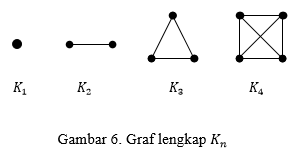 K₁ K₂ K₃ K₄
Gambar 6. Graf lengkap Kₙ